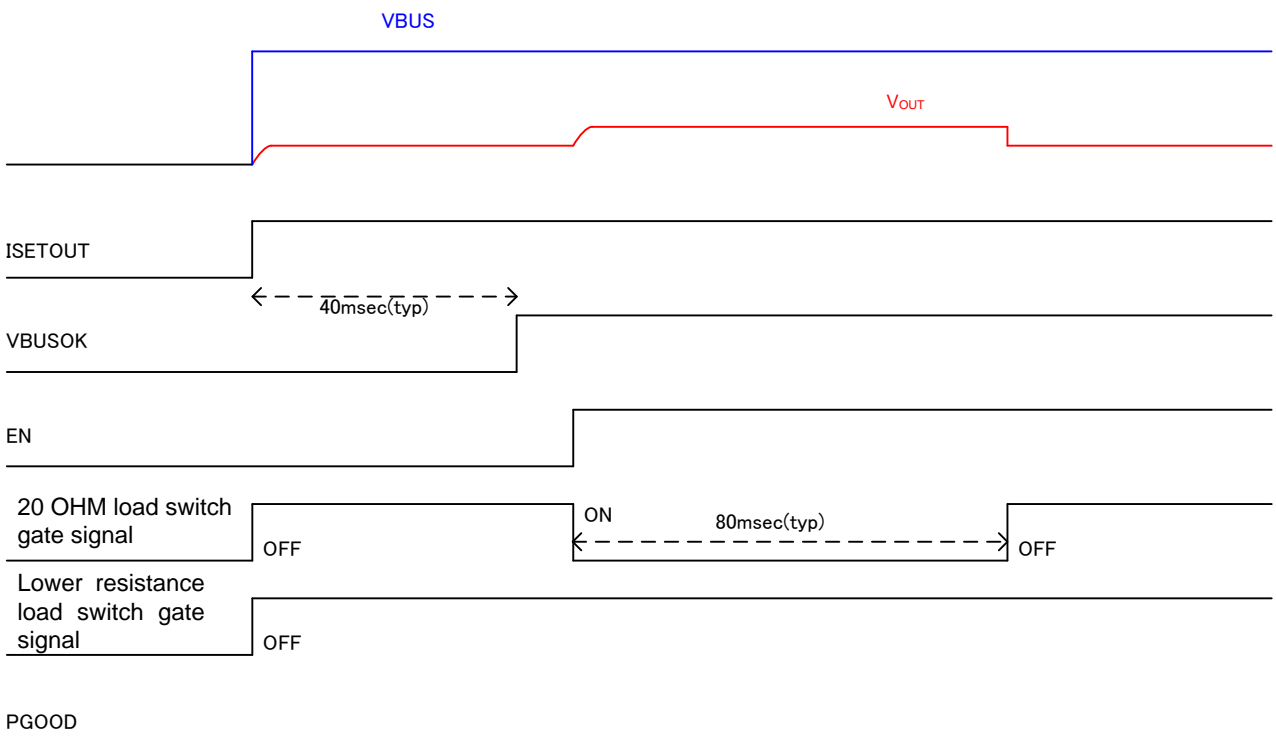 VBUS
VOUT
ISETOUT
40msec(typ)
VBUSOK
EN
20 OHM load switch
gate signal
OFF
ON
80msec(typ)
OFF
Lower resistance
load switch gate
signal
OFF
PGOOD